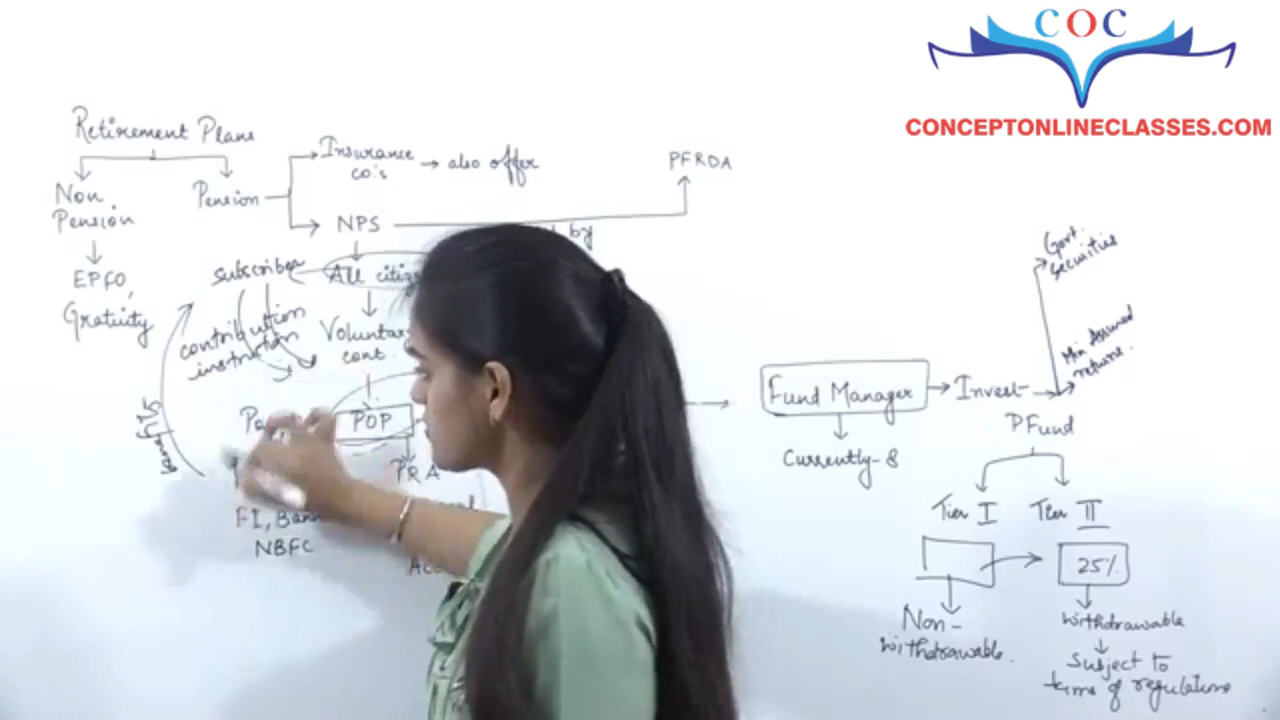 COC
CONCEPTONLINECLASSES.COM
Retirement Plans
Non
Pension
EPFO,
Gratuity
Pension
Insurance
co's
also offer
NPS
PFRDA
by
subscriber
All
contribution
instruction
cont.
POP
PRA
FI,
NBFC
Fund Manager
Currently - 8
Invest
Govt.
securities
Min Assured
returns.
PFund
Tier I
Tier II
25%
Non-
withdrawable.
withdrawable
Subject to
terms of regulations